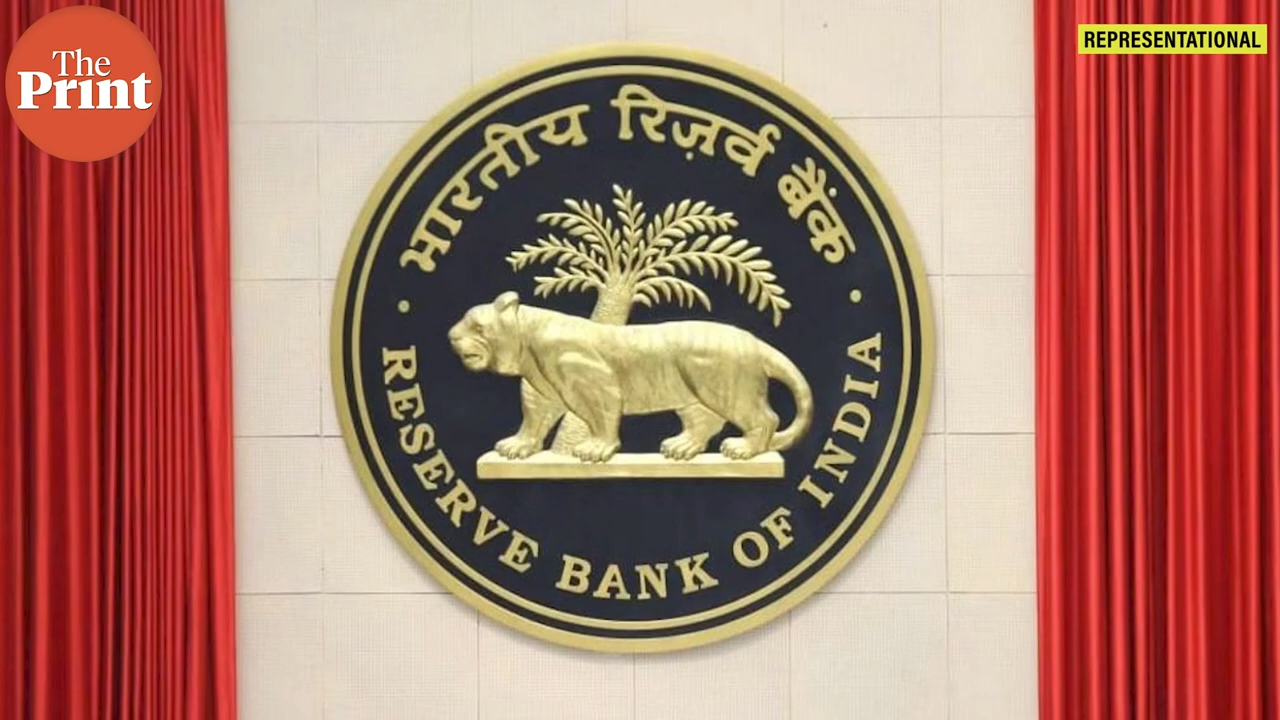 The
Print
REPRESENTATIONAL
भारतीय रिज़र्व बैंक
RESERVE BANK OF INDIA